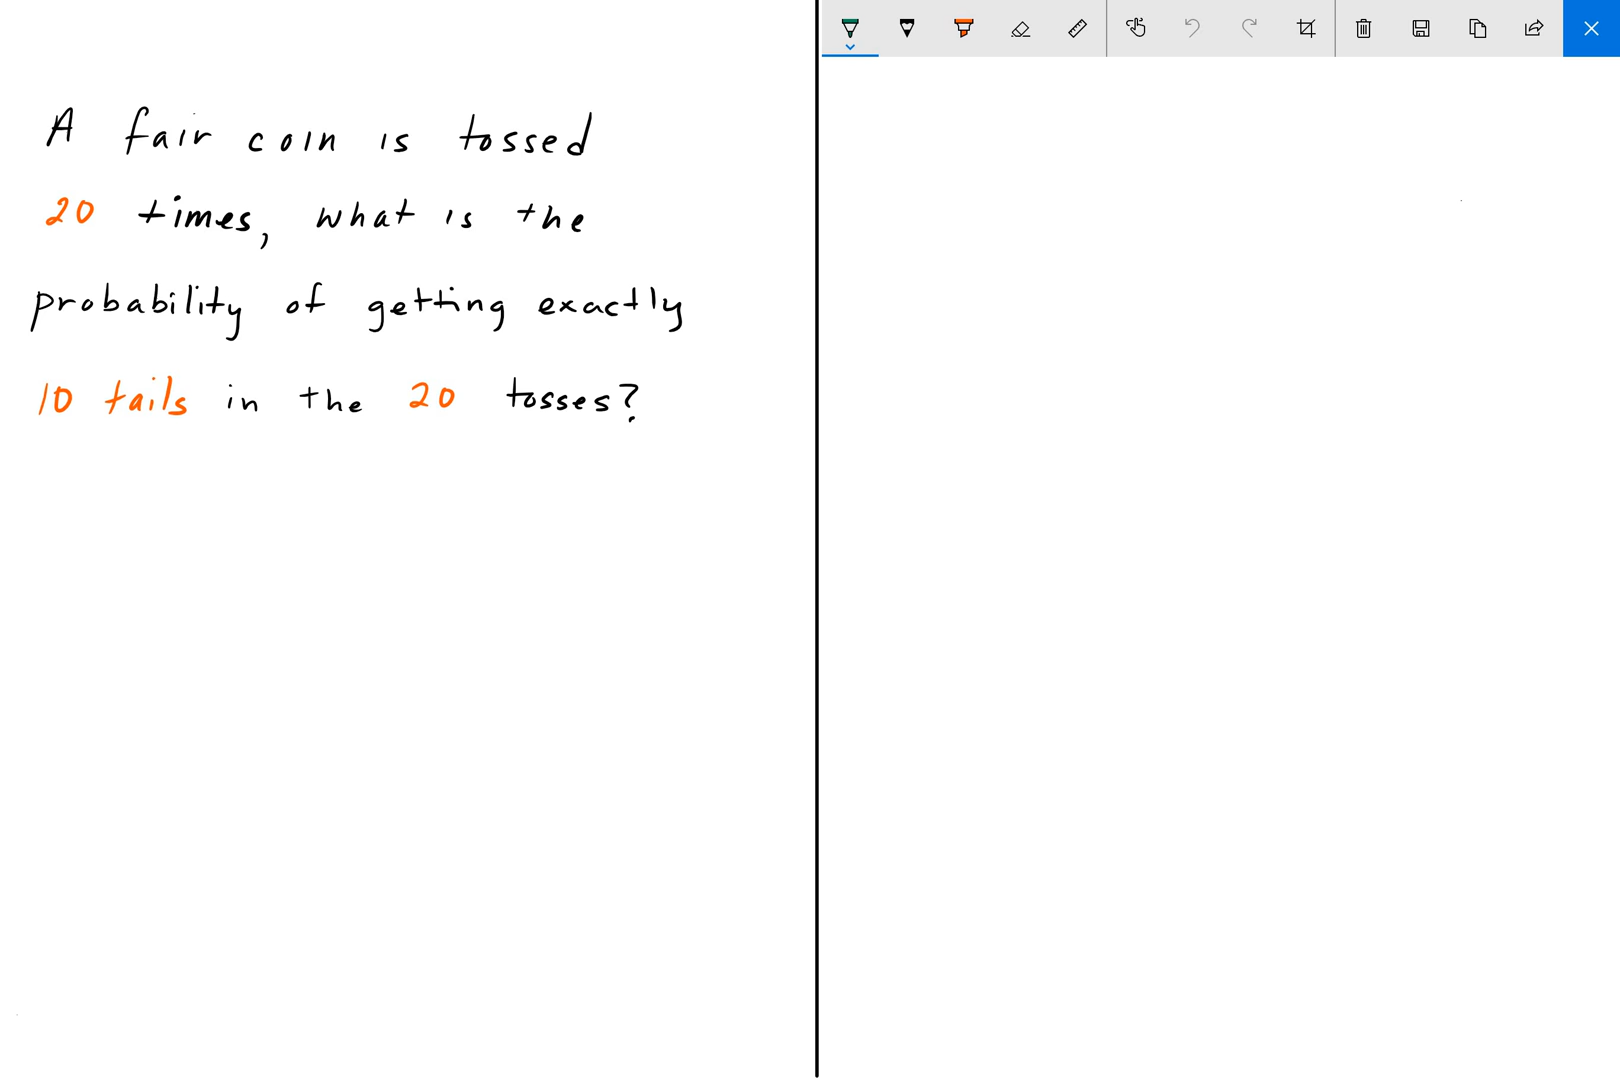 A fair coin is tossed
20 times, what is the
probability of getting exactly
10 tails in the 20 tosses?